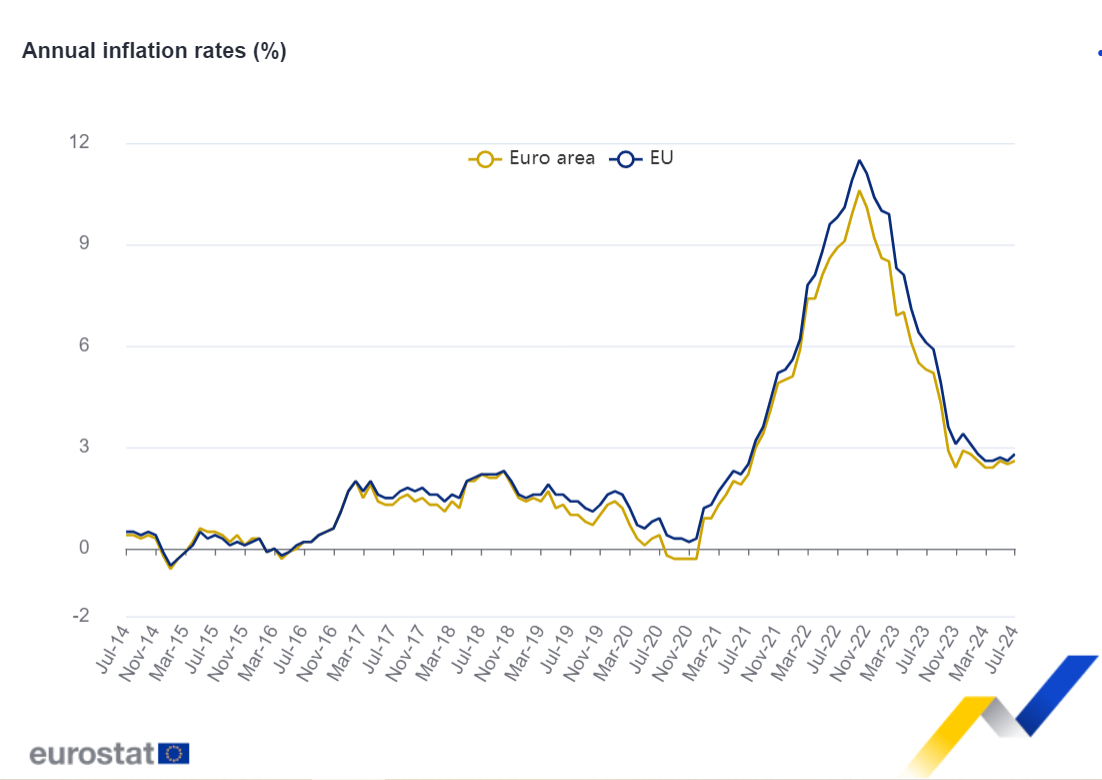 Annual inflation rates (%)
Euro area EU
12
9
6
3
0
-2
Jul-14 Nov-14 Mar-15 Jul-15 Nov-15 Mar-16 Jul-16 Nov-16 Mar-17 Jul-17 Nov-17 Mar-18 Jul-18 Nov-18 Mar-19 Jul-19 Nov-19 Mar-20 Jul-20 Nov-20 Mar-21 Jul-21 Nov-21 Mar-22 Jul-22 Nov-22 Mar-23 Jul-23 Nov-23 Mar-24 Jul-24
eurostat